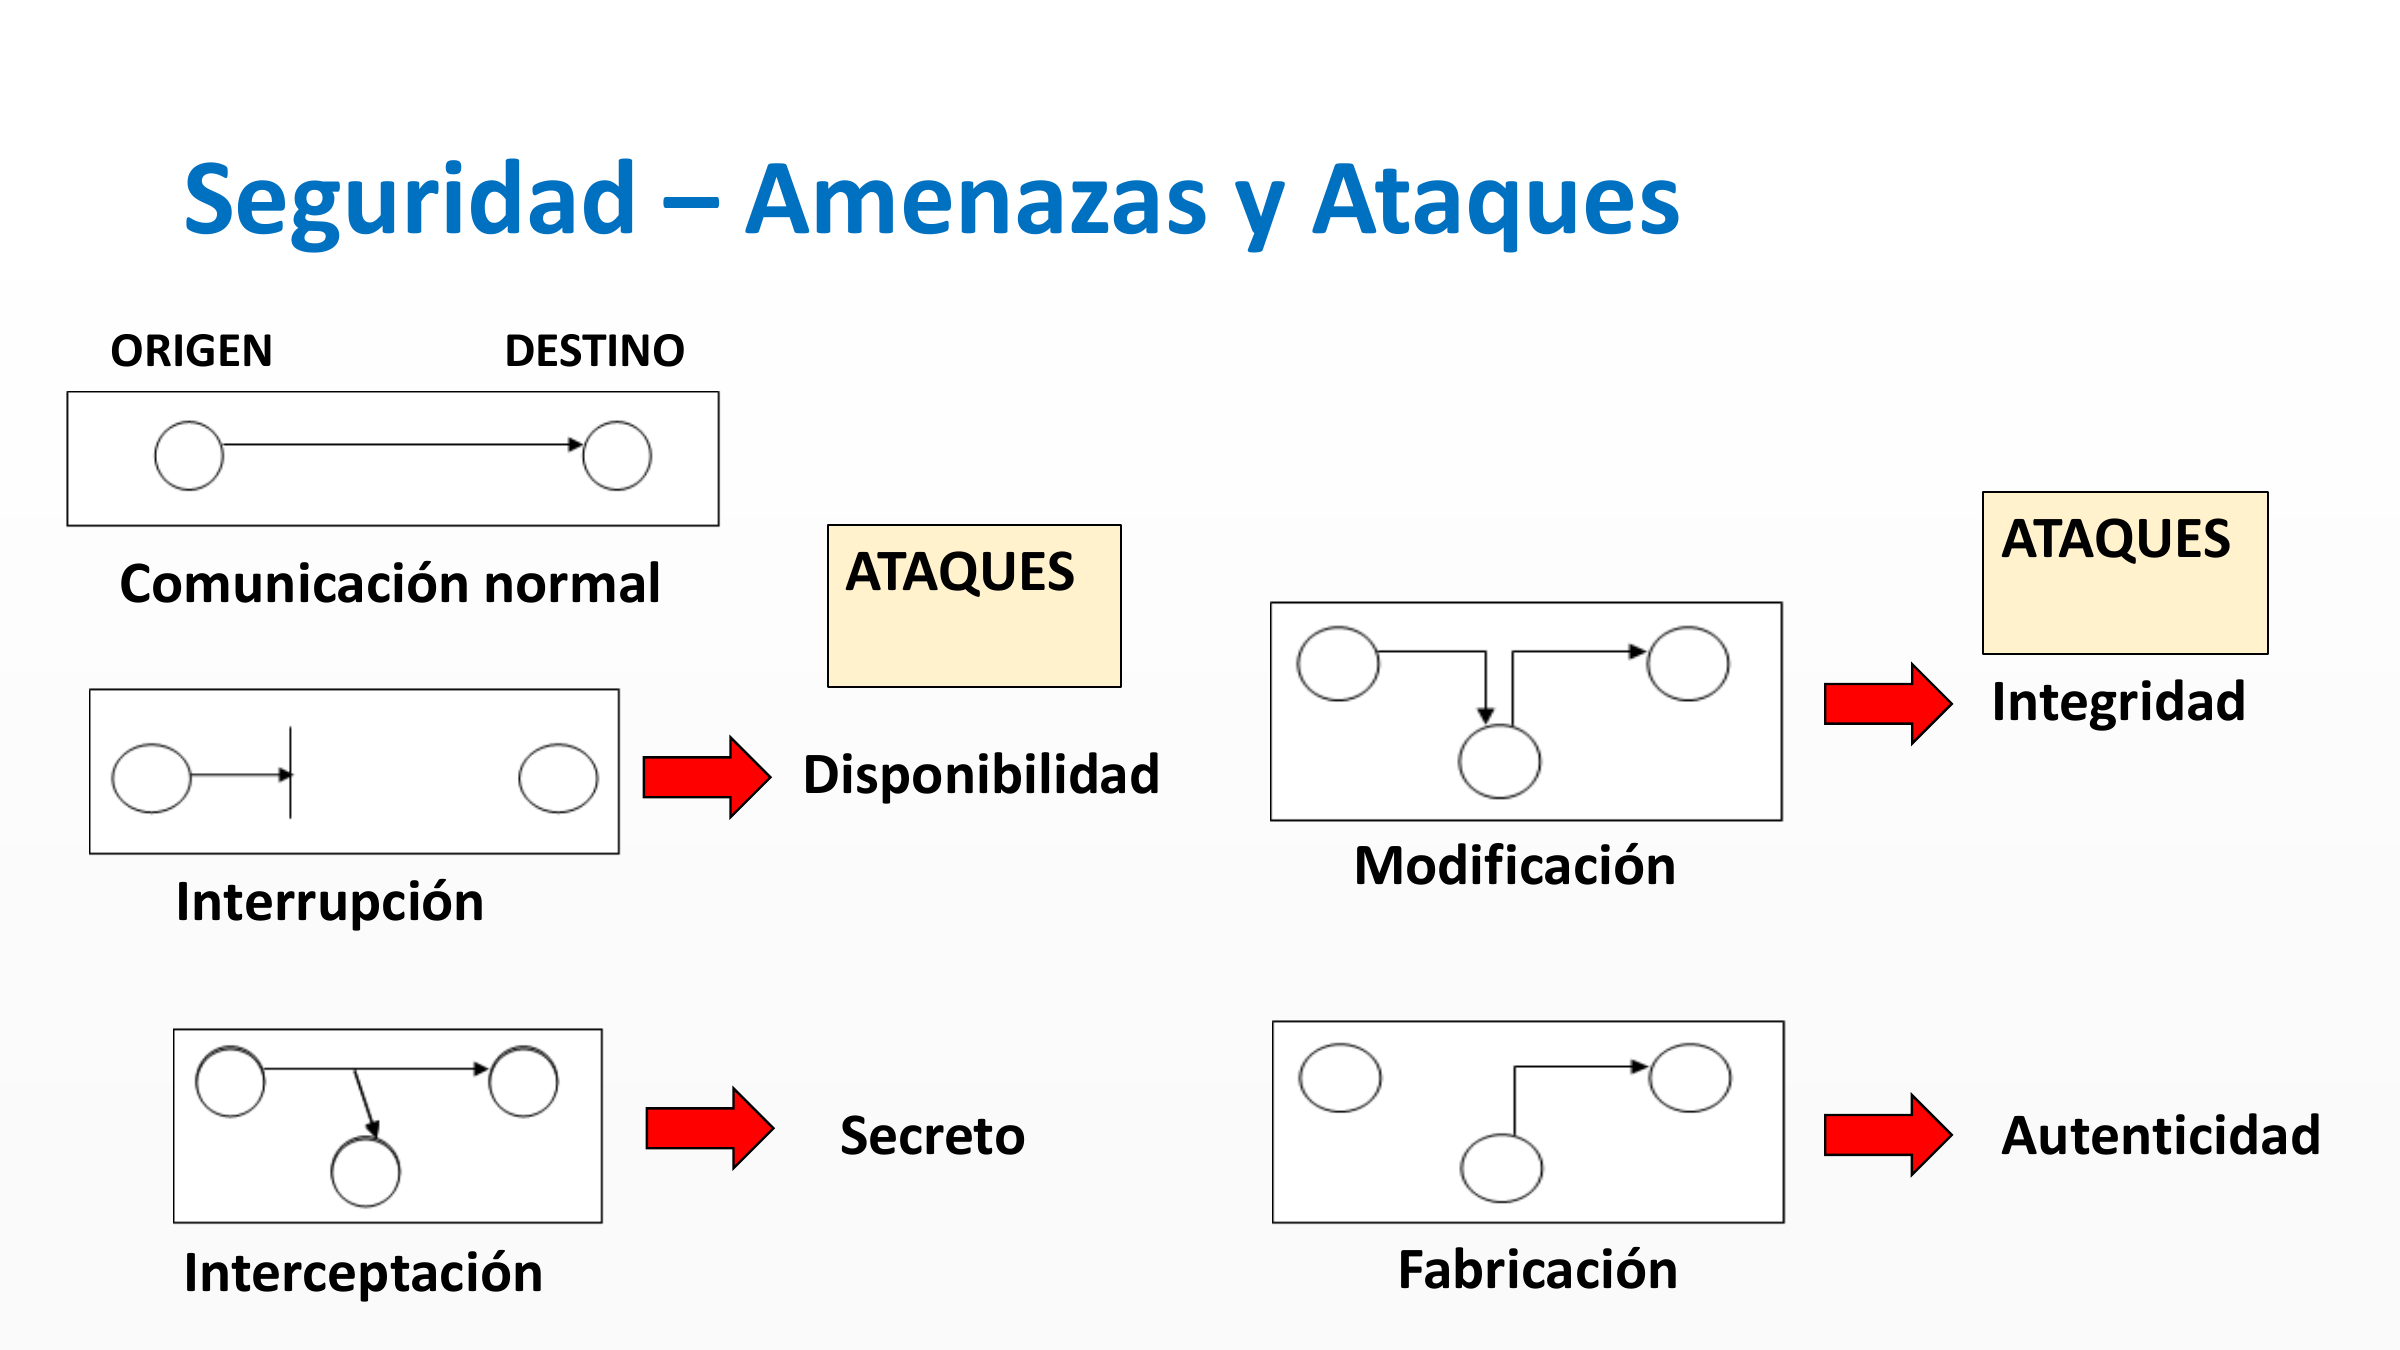 Seguridad – Amenazas y Ataques
ORIGEN
DESTINO
Comunicación normal
ATAQUES
Disponibilidad
Interrupción
Secreto
Interceptación
ATAQUES
Integridad
Modificación
Autenticidad
Fabricación